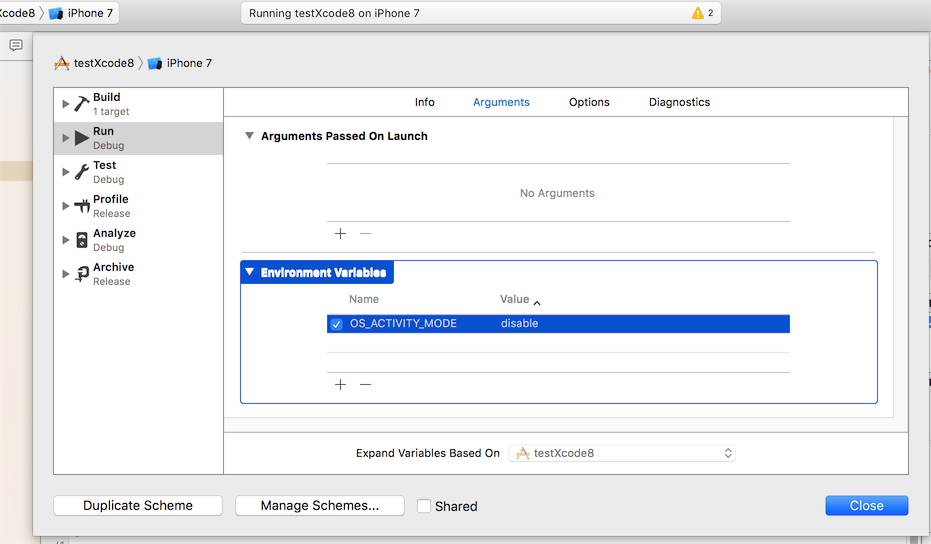 Xcode8 〉 iPhone 7
Running testXcode8 on iPhone 7
2
testXcode8 〉 iPhone 7
Build
1 target
Run
Debug
Test
Debug
Profile
Release
Analyze
Debug
Archive
Release
Info Arguments Options Diagnostics
Arguments Passed On Launch
No Arguments
Environment Variables
Name Value
OS_ACTIVITY_MODE disable
Expand Variables Based On testXcode8
Duplicate Scheme Manage Schemes... Shared Close